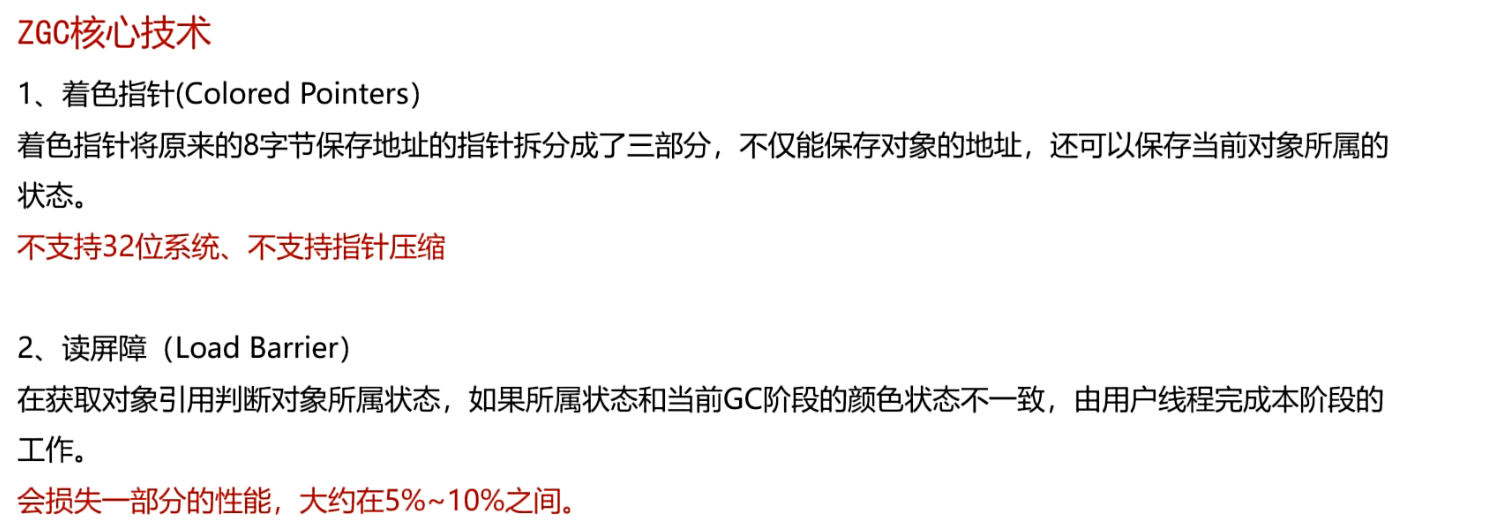 ZGC核心技术
1、着色指针(Colored Pointers）
着色指针将原来的8字节保存地址的指针拆分成了三部分，不仅能保存对象的地址，还可以保存当前对象所属的
状态。
不支持32位系统、不支持指针压缩
2、读屏障（Load Barrier）
在获取对象引用判断对象所属状态，如果所属状态和当前GC阶段的颜色状态不一致，由用户线程完成本阶段的
工作。
会损失一部分的性能，大约在5%~10%之间。